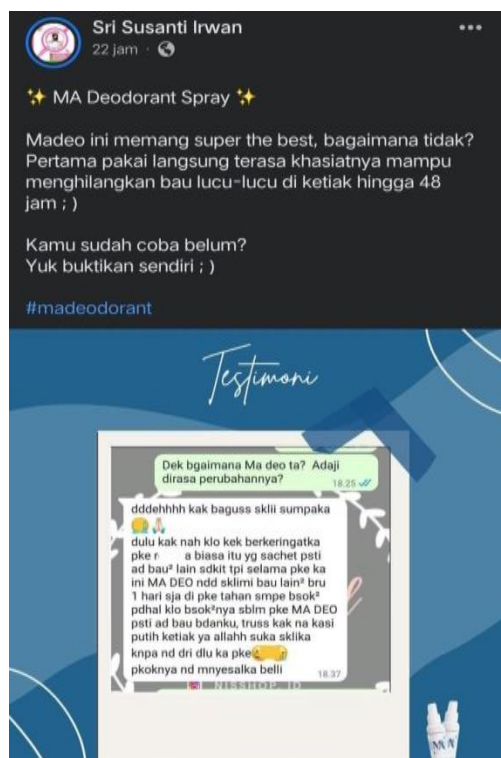 Sri Susanti Irwan
22 jam ·
✨ MA Deodorant Spray ✨
Madeo ini memang super the best, bagaimana tidak?
Pertama pakai langsung terasa khasiatnya mampu
menghilangkan bau lucu-lucu di ketiak hingga 48
jam ; )
Kamu sudah coba belum?
Yuk buktikan sendiri ; )
#madeodorant
Testimoni
Dek bgaimana Ma deo ta? Adaji
dirasa perubahannya?
18.25
dddehhhh kak baguss sklii sumpaka
dulu kak nah klo kek berkeringatka
pke r a biasa itu yg sachet psti
ad bau² lain sdkit tpi selama pke ka
ini MA DEO ndd sklimi bau lain² bru
1 hari sja di pke tahan smpe bsok²
pdhal klo bsok²nya sblm pke MA DEO
psti ad bau bdanku, truss kak na kasi
putih ketiak ya allahh suka sklika
knpa nd dri dlu ka pke
pkoknya nd mnyesalka belli
18.37
NISSHOP_ID
MA